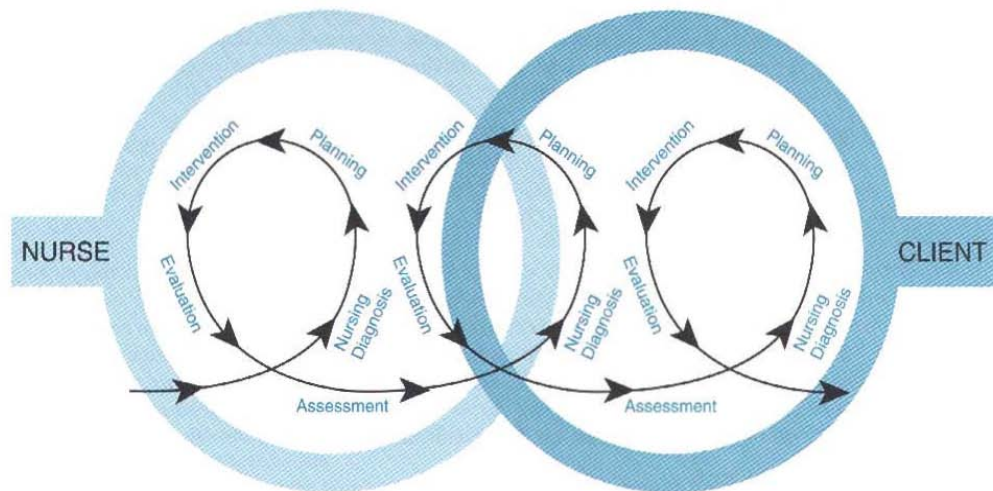 NURSE
Intervention
Planning
Evaluation
Nursing
Diagnosis
Assessment
Intervention
Planning
Evaluation
Nursing
Diagnosis
Assessment
Intervention
Planning
Evaluation
Nursing
Diagnosis
CLIENT